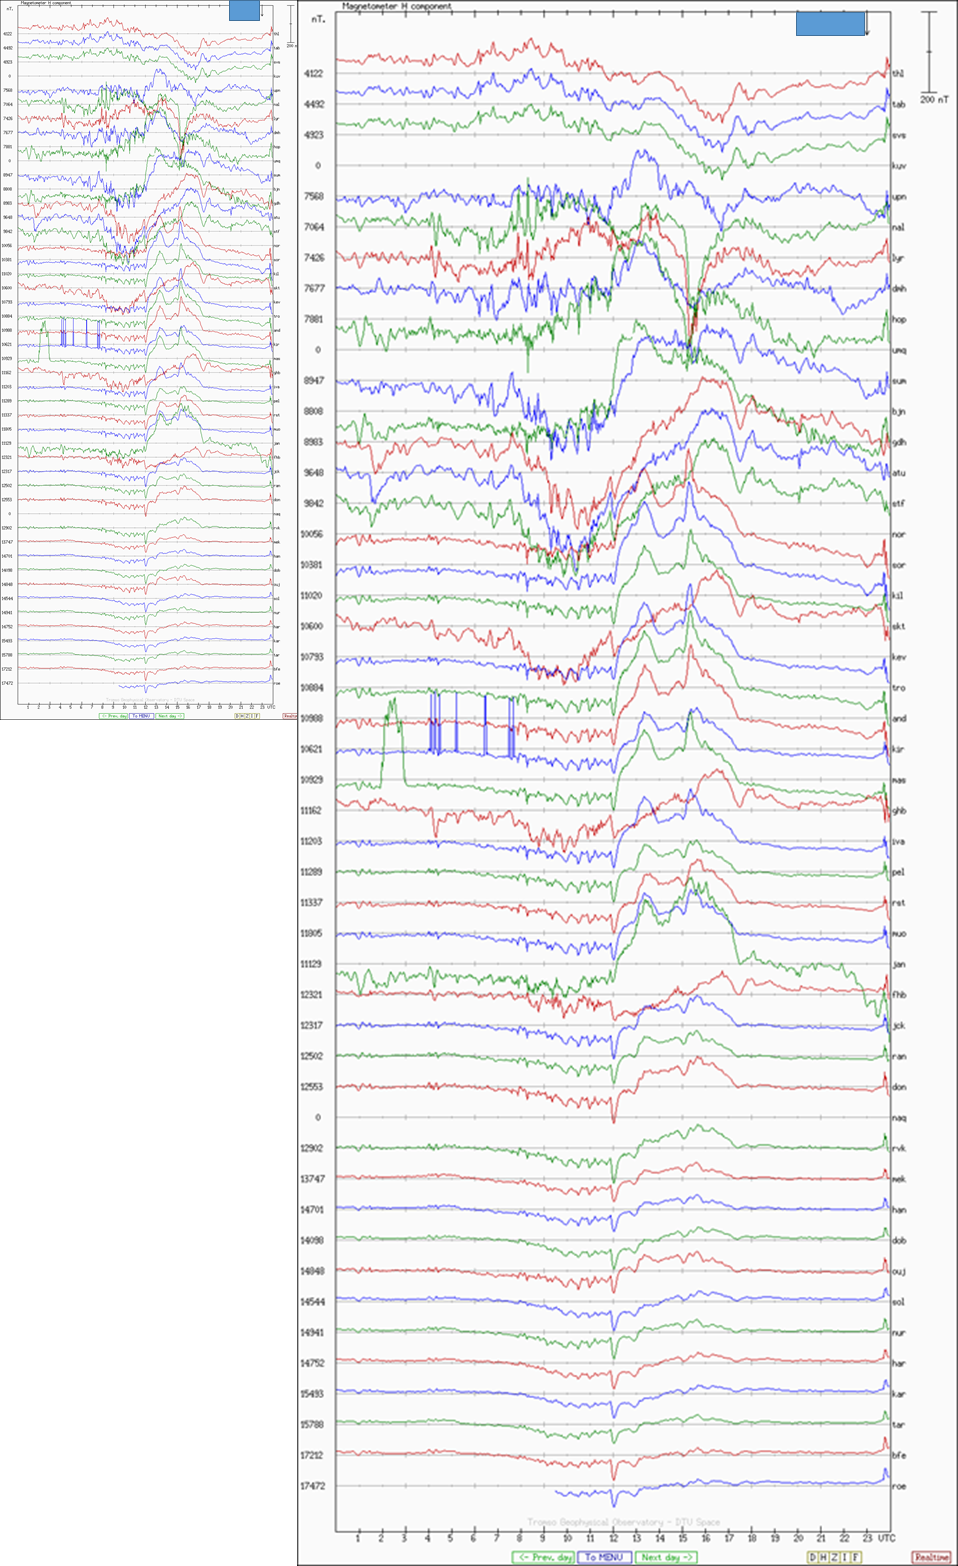 Magnetometer H component
nT.
200 nT
4122 thl
4492 tab
4923 svs
0 kuv
7568 upn
7064 nal
7426 lyr
7677 dmh
7881 hop
0 umq
8947 sum
8808 bjn
8983 gdh
9648 atu
9842 stf
10056 nor
10381 sor
11020 kil
10600 skt
10793 kev
10884 tro
10988 and
10621 kir
10929 mas
11162 ghb
11203 iva
11289 pel
11337 rst
11805 muo
11129 jan
12321 fhb
12317 jck
12502 ran
12553 don
0 naq
12902 rvk
13747 mek
14701 han
14098 dob
14848 ouj
14544 sol
14941 nur
14752 har
15493 kar
15788 tar
17212 bfe
17472 roe
Tromso Geophysical Observatory - DTU Space
1 2 3 4 5 6 7 8 9 10 11 12 13 14 15 16 17 18 19 20 21 22 23 UTC
<- Prev. day To MENU Next day -> D H Z I F Realtime